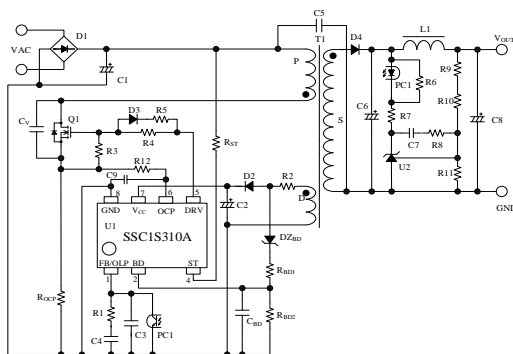 C5
T1
D1
VAC
C1
P
D4
L1
VOUT
PC1
R6
R9
R10
R7
C6
S
C8
CV
Q1
D3
R5
R4
R3
RST
C7
R8
U2
R11
R12
C9
D2
R2
C2
D
GND
8
7
6
5
GND
VCC
OCP
DRV
U1
SSC1S310A
FB/OLP
BD
ST
1
2
4
DZBD
RBD1
ROCP
R1
C4
C3
PC1
CBD
RBD2